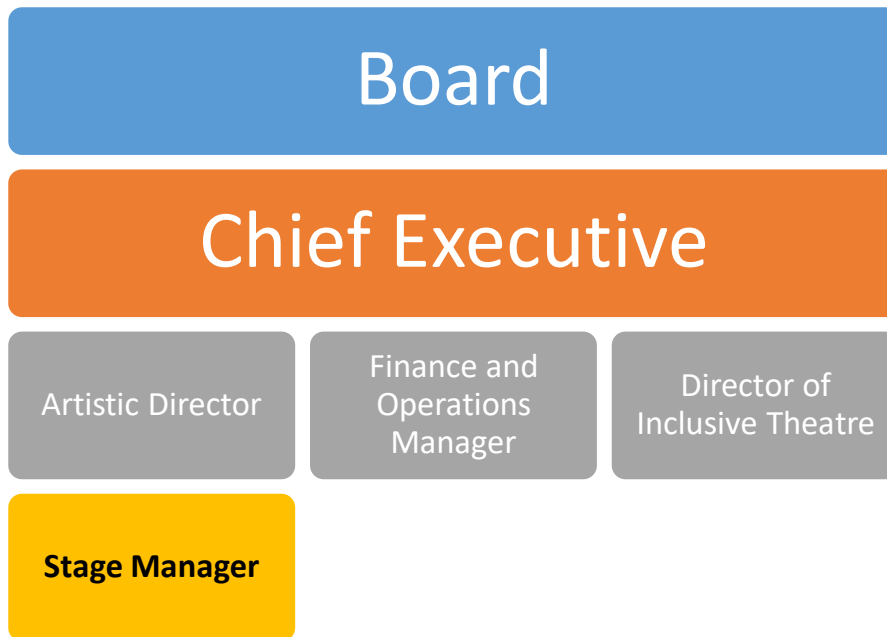 Board
Chief Executive
Artistic Director
Finance and
Operations
Manager
Director of
Inclusive Theatre
Stage Manager